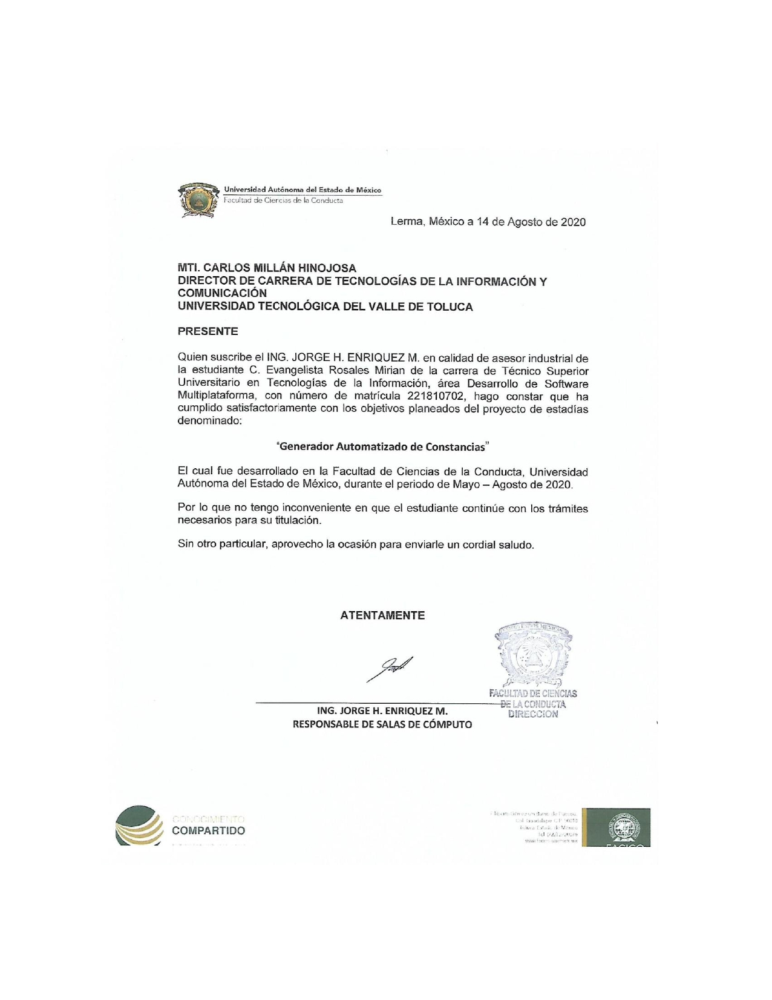 Universidad Autónoma del Estado de México
Facultad de Ciencias de la Conducta
Lerma, México a 14 de Agosto de 2020
MTI. CARLOS MILLÁN HINOJOSA
DIRECTOR DE CARRERA DE TECNOLOGÍAS DE LA INFORMACIÓN Y
COMUNICACIÓN
UNIVERSIDAD TECNOLÓGICA DEL VALLE DE TOLUCA
PRESENTE
Quien suscribe el ING. JORGE H. ENRIQUEZ M. en calidad de asesor industrial de
la estudiante C. Evangelista Rosales Mirian de la carrera de Técnico Superior
Universitario en Tecnologías de la Información, área Desarrollo de Software
Multiplataforma, con número de matrícula 221810702, hago constar que ha
cumplido satisfactoriamente con los objetivos planeados del proyecto de estadías
denominado:
“Generador Automatizado de Constancias”
El cual fue desarrollado en la Facultad de Ciencias de la Conducta, Universidad
Autónoma del Estado de México, durante el periodo de Mayo – Agosto de 2020.
Por lo que no tengo inconveniente en que el estudiante continúe con los trámites
necesarios para su titulación.
Sin otro particular, aprovecho la ocasión para enviarle un cordial saludo.
ATENTAMENTE
FACULTAD DE CIENCIAS
DE LA CONDUCTA
DIRECCION
ING. JORGE H. ENRIQUEZ M.
RESPONSABLE DE SALAS DE CÓMPUTO
CONOCIMIENTO
COMPARTIDO
FACICO